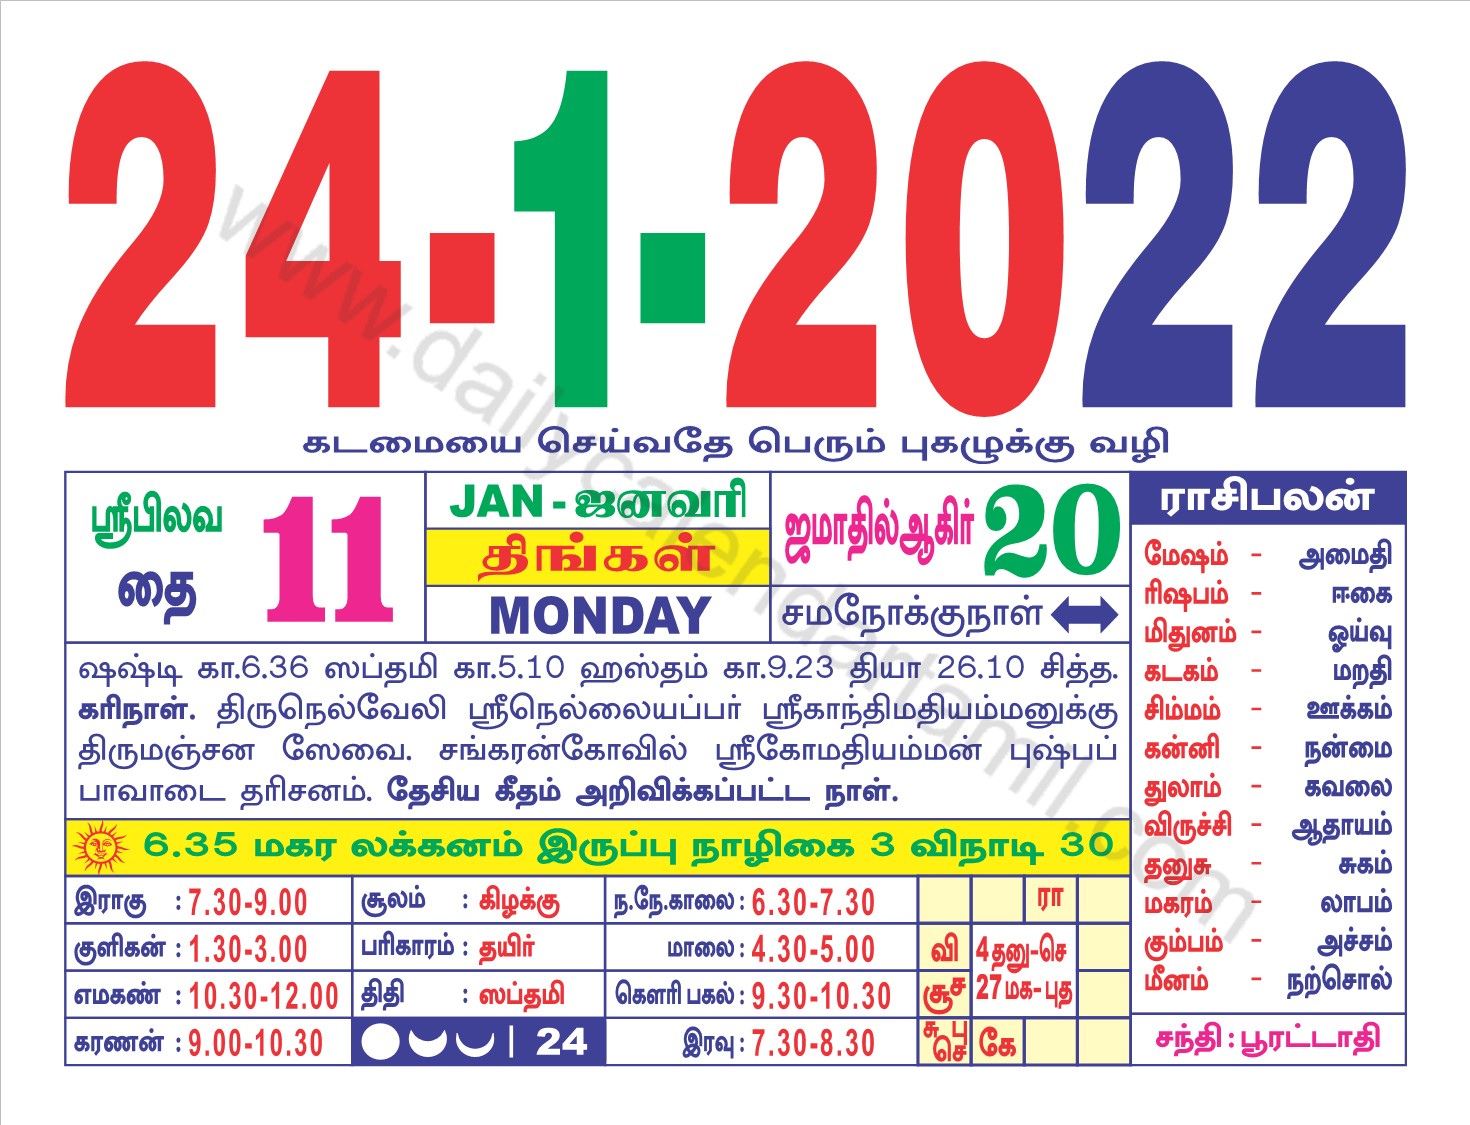 24-1-2022
கடமையை செய்வதே பெரும் புகழுக்கு வழி
ஸ்ரீபிலவ
தை
11
JAN - ஜனவரி
திங்கள்
MONDAY
ஜமாதில்ஆகிர் 20
சமநோக்குநாள்
ஷஷ்டி கா.6.36 ஸப்தமி கா.5.10 ஹஸ்தம் கா.9.23 தியா 26.10 சித்த.
கரிநாள். திருநெல்வேலி ஸ்ரீநெல்லையப்பர் ஸ்ரீகாந்திமதியம்மனுக்கு
திருமஞ்சன ஸேவை. சங்கரன்கோவில் ஸ்ரீகோமதியம்மன் புஷ்பப்
பாவாடை தரிசனம். தேசிய கீதம் அறிவிக்கப்பட்ட நாள்.
6.35 மகர லக்கனம் இருப்பு நாழிகை 3 விநாடி 30
இராகு : 7.30-9.00
குளிகன் : 1.30-3.00
எமகண் : 10.30-12.00
கரணன் : 9.00-10.30
சூலம் : கிழக்கு
பரிகாரம் : தயிர்
திதி : ஸப்தமி
24
ந.நே.காலை : 6.30-7.30
மாலை : 4.30-5.00
கௌரி பகல் : 9.30-10.30
இரவு : 7.30-8.30
ரா
வி
4தனு-செ
சூச
27மக-புத
சு பு
செ
கே
ராசிபலன்
மேஷம் - அமைதி
ரிஷபம் - ஈகை
மிதுனம் - ஓய்வு
கடகம் - மறதி
சிம்மம் - ஊக்கம்
கன்னி - நன்மை
துலாம் - கவலை
விருச்சி - ஆதாயம்
தனுசு - சுகம்
மகரம் - லாபம்
கும்பம் - அச்சம்
மீனம் - நற்சொல்
சந்தி : பூரட்டாதி
www.dailycalendartamil.com